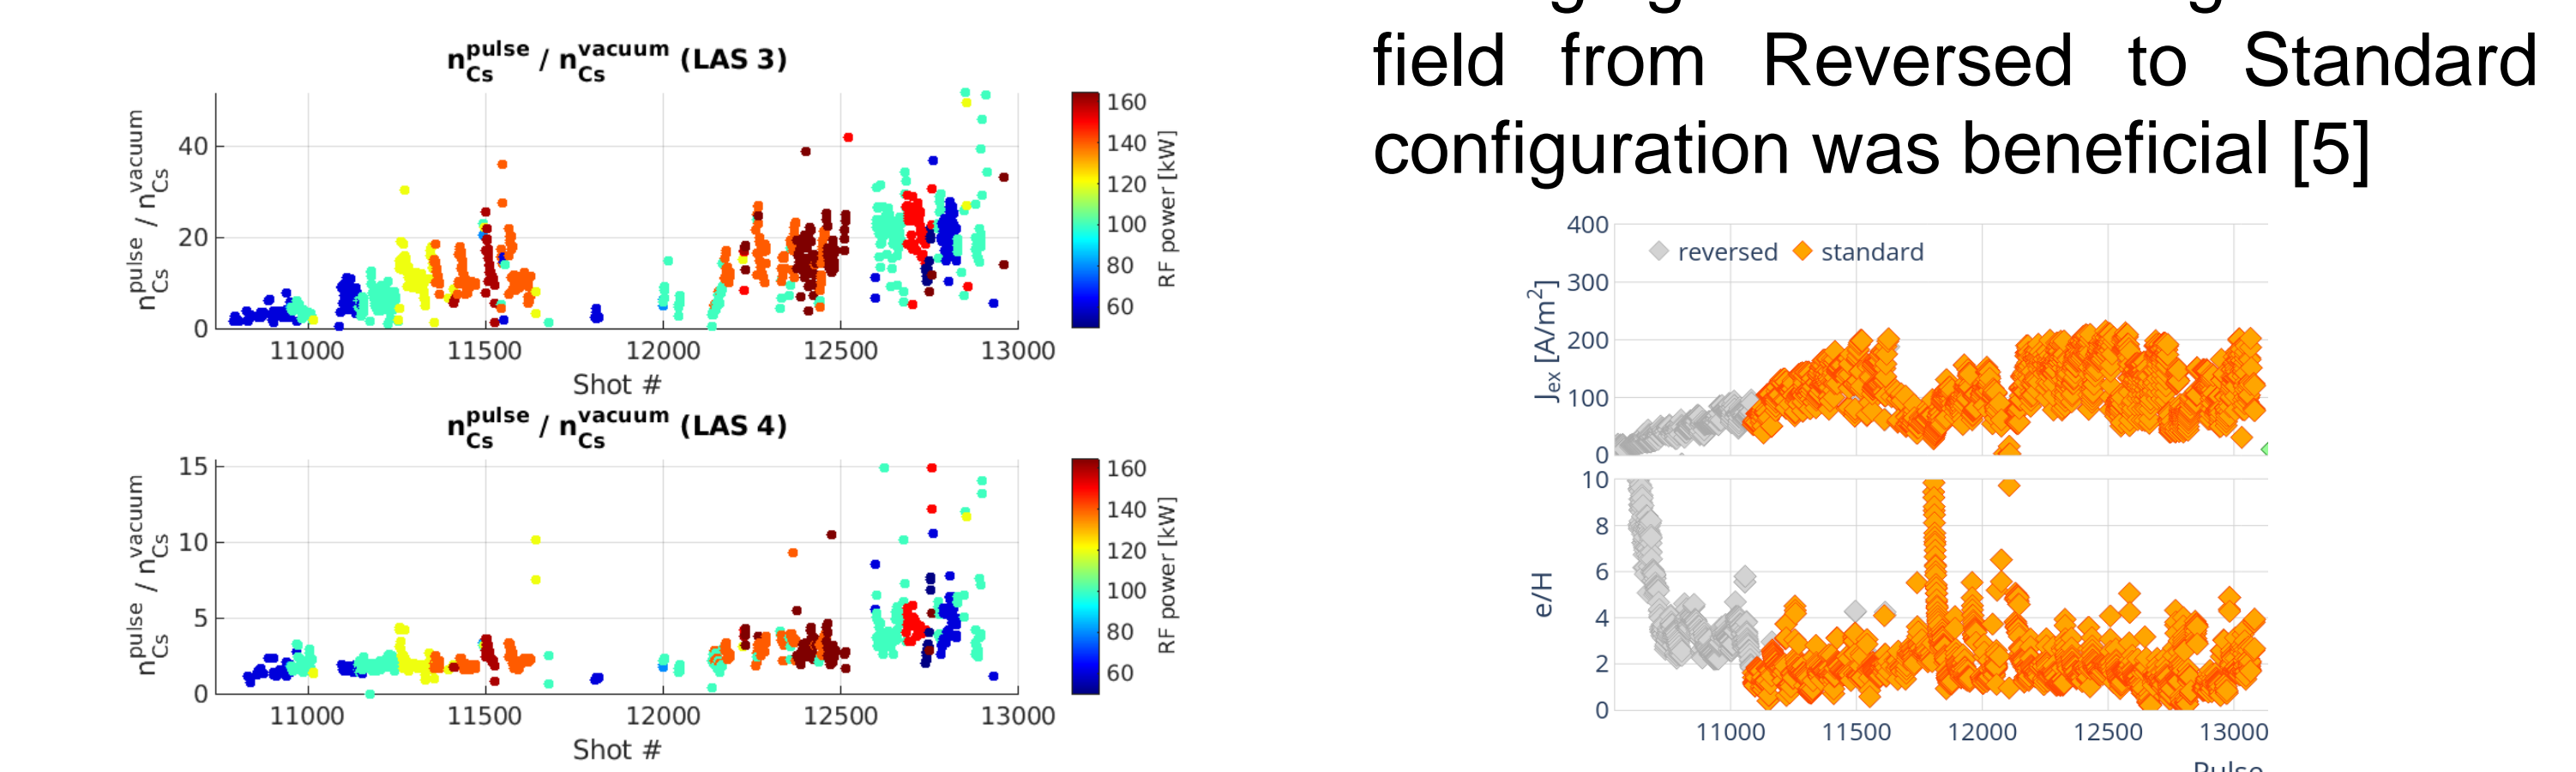 n_Cs^pulse / n_Cs^vacuum (LAS 3)
n_Cs^pulse / n_Cs^vacuum
40
20
0
11000 11500 12000 12500 13000
Shot #
160
140
120
100
80
60
RF power [kW]
n_Cs^pulse / n_Cs^vacuum (LAS 4)
n_Cs^pulse / n_Cs^vacuum
15
10
5
0
11000 11500 12000 12500 13000
Shot #
160
140
120
100
80
60
RF power [kW]
field from Reversed to Standard
configuration was beneficial [5]
400
300
200
100
0
J_ex [A/m²]
reversed standard
10
8
6
4
2
0
e/H
11000 11500 12000 12500 13000
Pulse